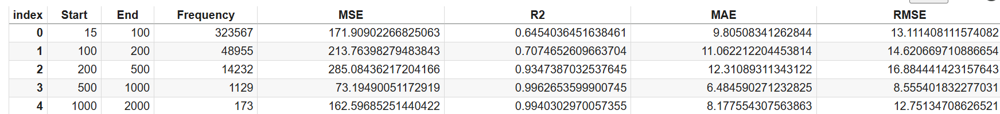 index Start End Frequency MSE R2 MAE RMSE
0 15 100 323567 171.90902266825063 0.6454036451638461 9.80508341262844 13.111408111574082
1 100 200 48955 213.76398279483843 0.7074652609663704 11.062212204453814 14.620669710886654
2 200 500 14232 285.08436217204166 0.9347387032537645 12.31089311343122 16.884441423157643
3 500 1000 1129 73.19490051172919 0.9962653599900745 6.484590271232825 8.555401832277031
4 1000 2000 173 162.59685251440422 0.9940302970057355 8.177554307563863 12.75134708626521